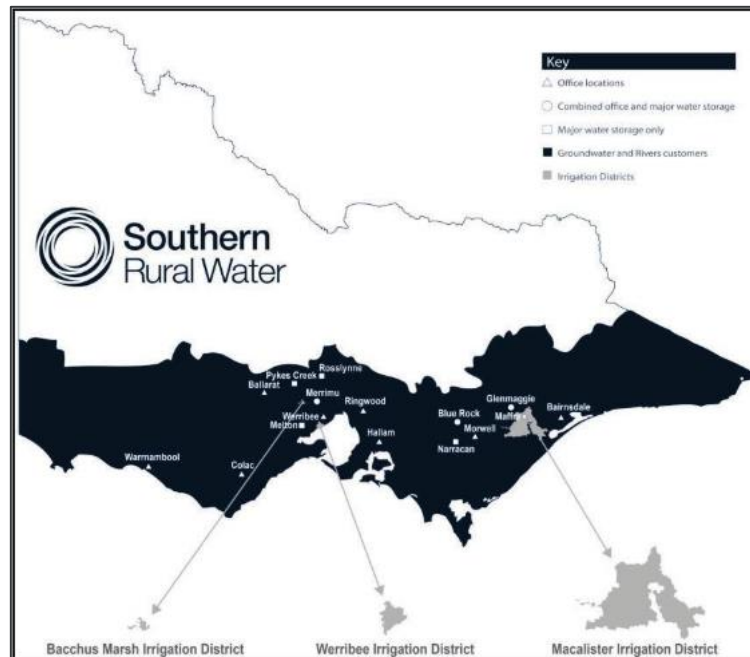 Key
Office locations
Combined office and major water storage
Major water storage only
Groundwater and Rivers customers
Irrigation Districts
Southern
Rural Water
Rosslynne
Pykes Creek
Ballarat
Merrimu
Ringwood
Werribee
Melton
Hallam
Warrnambool
Colac
Glenmaggie
Blue Rock
Maffra
Bairnsdale
Morwell
Narracan
Bacchus Marsh Irrigation District
Werribee Irrigation District
Macalister Irrigation District